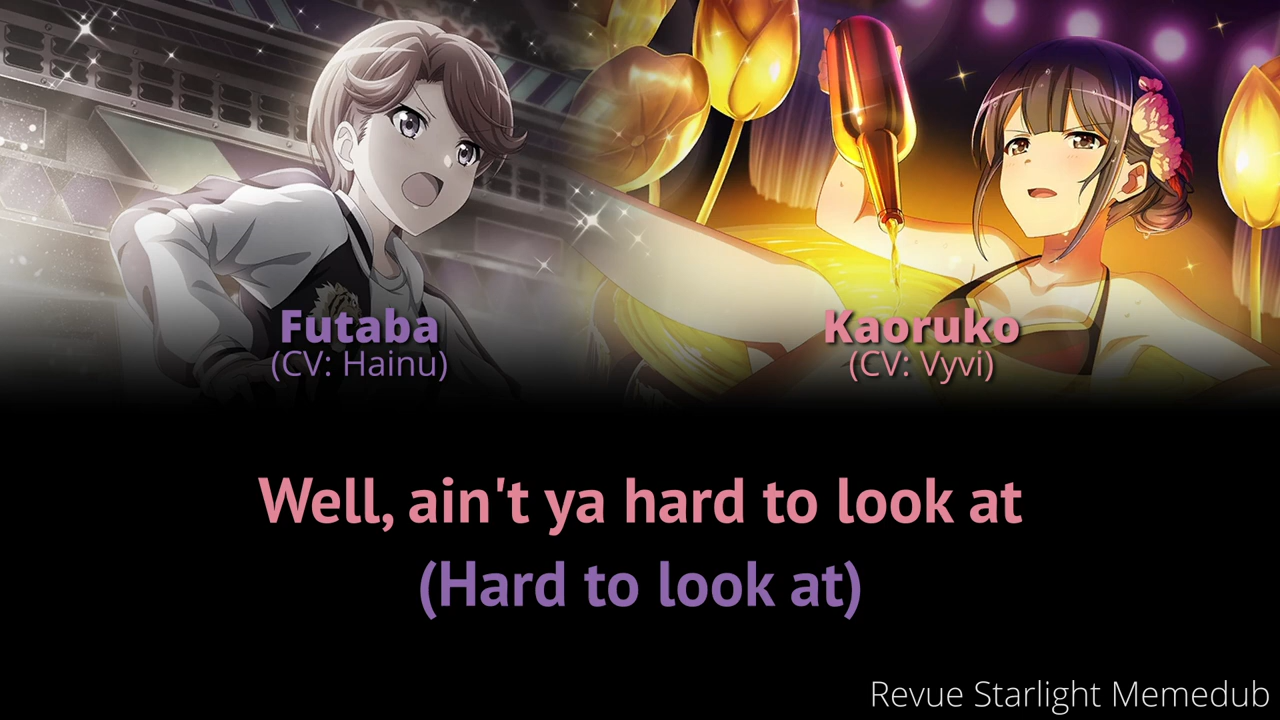 Futaba
(CV: Hainu)
Kaoruko
(CV: Vyvi)
Well, ain't ya hard to look at
(Hard to look at)
Revue Starlight Memedub